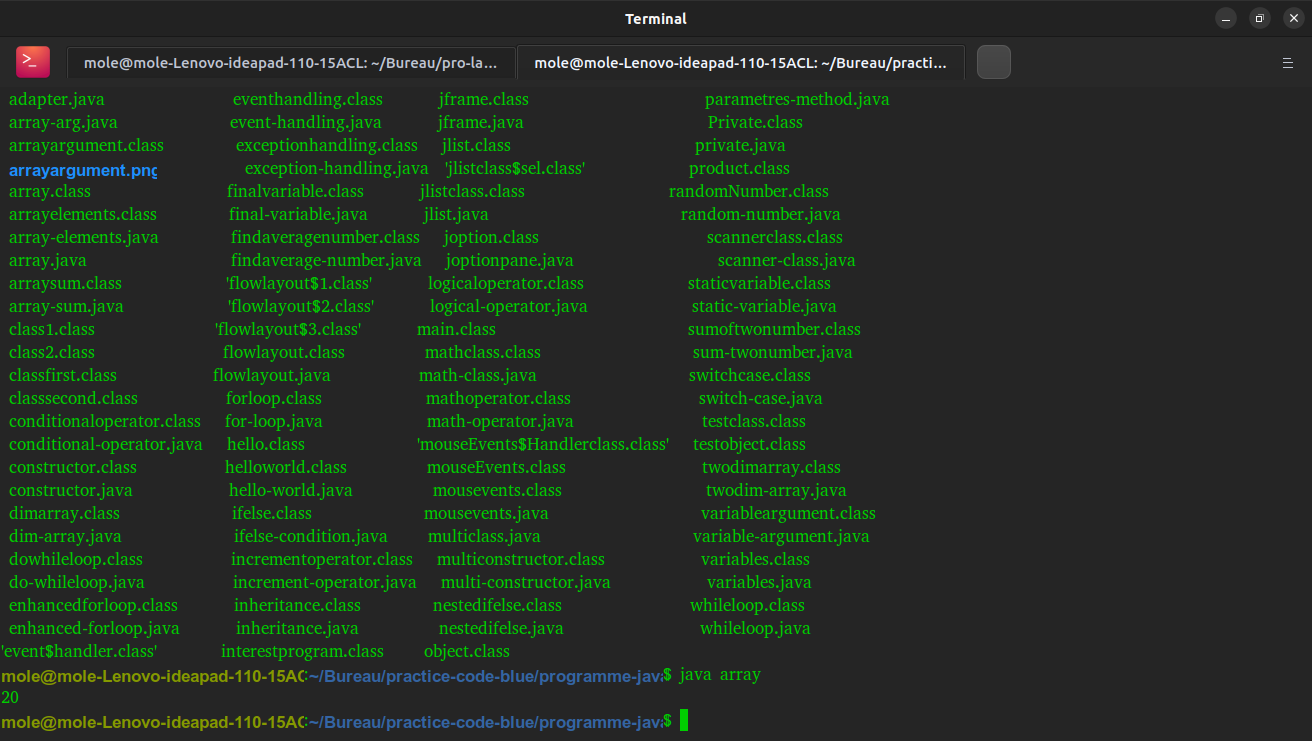 Terminal
>_ mole@mole-Lenovo-ideapad-110-15ACL: ~/Bureau/pro-la... mole@mole-Lenovo-ideapad-110-15ACL: ~/Bureau/practi...
adapter.java eventhandling.class jframe.class parametres-method.java
array-arg.java event-handling.java jframe.java Private.class
arrayargument.class exceptionhandling.class jlist.class private.java
arrayargument.png exception-handling.java 'jlistclass$sel.class' product.class
array.class finalvariable.class jlistclass.class randomNumber.class
arrayelements.class final-variable.java jlist.java random-number.java
array-elements.java findaveragenumber.class joption.class scannerclass.class
array.java findaverage-number.java joptionpane.java scanner-class.java
arraysum.class 'flowlayout$1.class' logicaloperator.class staticvariable.class
array-sum.java 'flowlayout$2.class' logical-operator.java static-variable.java
class1.class 'flowlayout$3.class' main.class sumoftwonumber.class
class2.class flowlayout.class mathclass.class sum-twonumber.java
classfirst.class flowlayout.java math-class.java switchcase.class
classsecond.class forloop.class mathoperator.class switch-case.java
conditionaloperator.class for-loop.java math-operator.java testclass.class
conditional-operator.java hello.class 'mouseEvents$Handlerclass.class' testobject.class
constructor.class helloworld.class mouseEvents.class twodimarray.class
constructor.java hello-world.java mousevents.class twodim-array.java
dimarray.class ifelse.class mousevents.java variableargument.class
dim-array.java ifelse-condition.java multiclass.java variable-argument.java
dowhileloop.class incrementoperator.class multiconstructor.class variables.class
do-whileloop.java increment-operator.java multi-constructor.java variables.java
enhancedforloop.class inheritance.class nestedifelse.class whileloop.class
enhanced-forloop.java inheritance.java nestedifelse.java whileloop.java
'event$handler.class' interestprogram.class object.class
mole@mole-Lenovo-ideapad-110-15AC:~/Bureau/practice-code-blue/programme-java$ java array
20
mole@mole-Lenovo-ideapad-110-15AC:~/Bureau/practice-code-blue/programme-java$